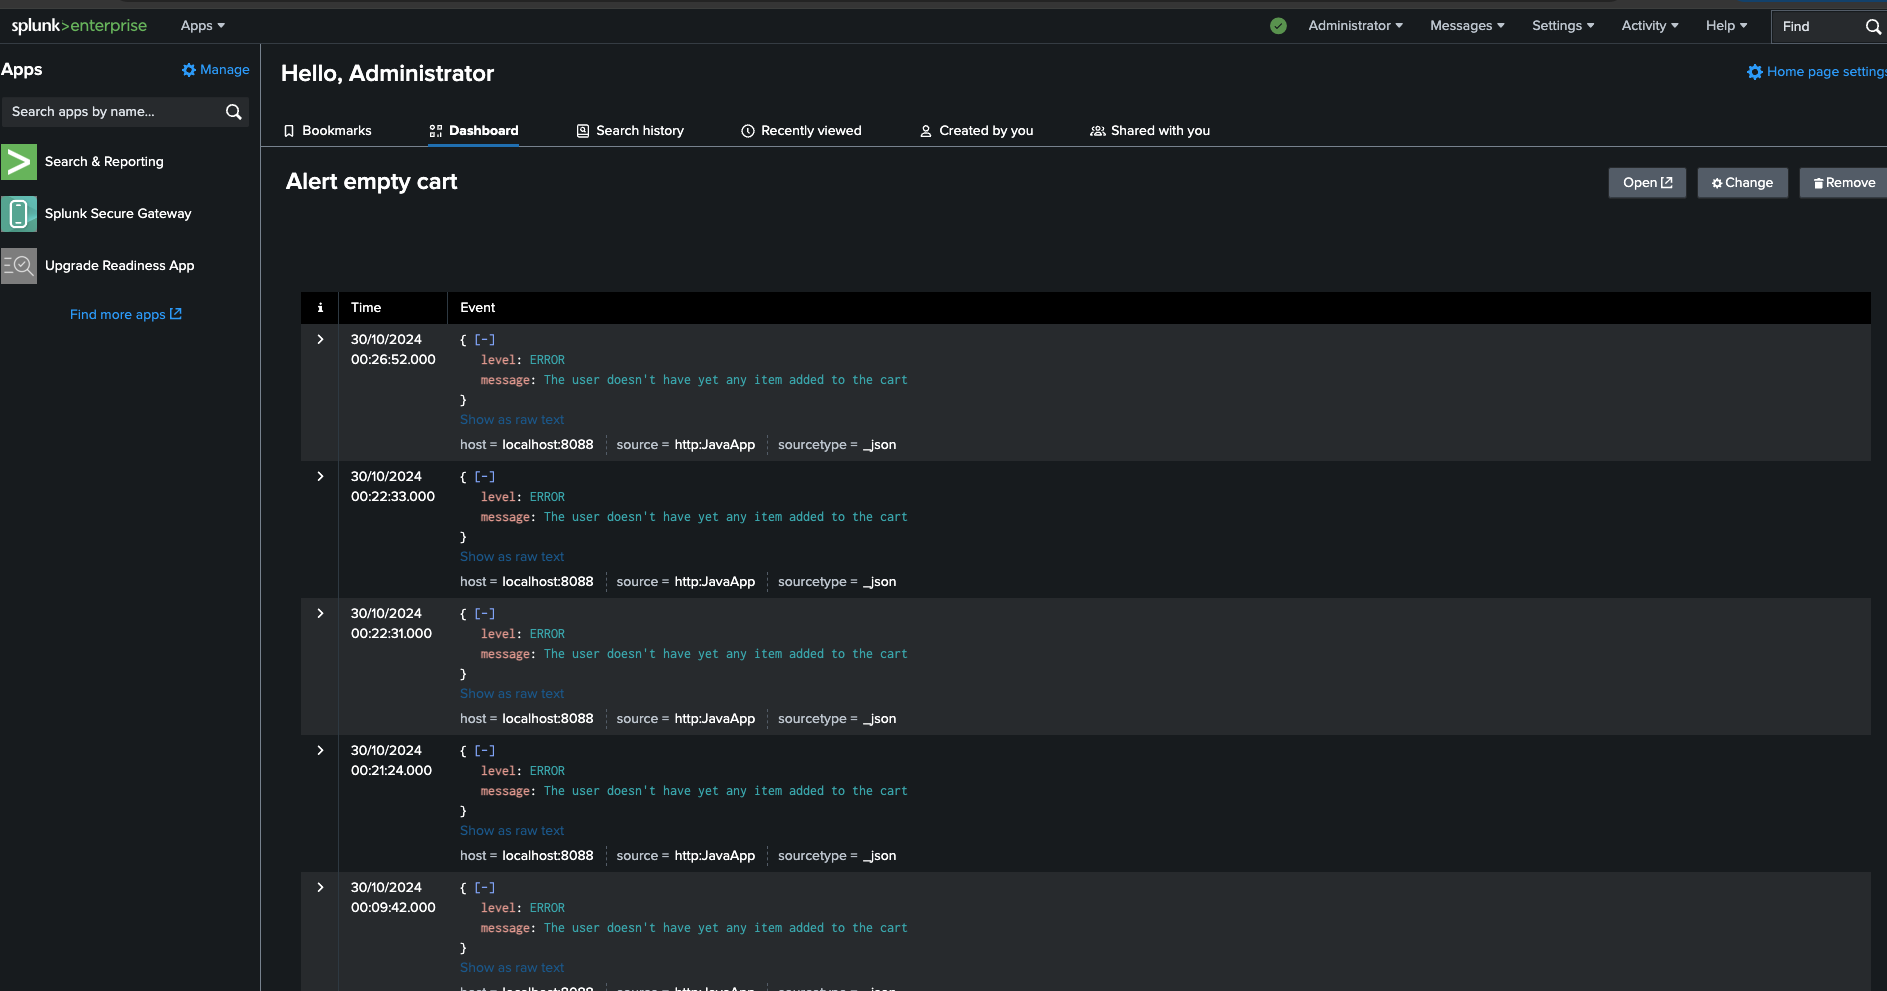 splunk>enterprise Apps Administrator Messages Settings Activity Help Find
Apps Manage
Search apps by name...
Search & Reporting
Splunk Secure Gateway
Upgrade Readiness App
Find more apps
Hello, Administrator
Home page settings
Bookmarks Dashboard Search history Recently viewed Created by you Shared with you
Alert empty cart
Open Change Remove
i Time Event
30/10/2024 { [-]
00:26:52.000 level: ERROR
message: The user doesn't have yet any item added to the cart
}
Show as raw text
host = localhost:8088 source = http:JavaApp sourcetype = _json
30/10/2024 { [-]
00:22:33.000 level: ERROR
message: The user doesn't have yet any item added to the cart
}
Show as raw text
host = localhost:8088 source = http:JavaApp sourcetype = _json
30/10/2024 { [-]
00:22:31.000 level: ERROR
message: The user doesn't have yet any item added to the cart
}
Show as raw text
host = localhost:8088 source = http:JavaApp sourcetype = _json
30/10/2024 { [-]
00:21:24.000 level: ERROR
message: The user doesn't have yet any item added to the cart
}
Show as raw text
host = localhost:8088 source = http:JavaApp sourcetype = _json
30/10/2024 { [-]
00:09:42.000 level: ERROR
message: The user doesn't have yet any item added to the cart
}
Show as raw text
host = localhost:8088 source = http:JavaApp sourcetype = _json